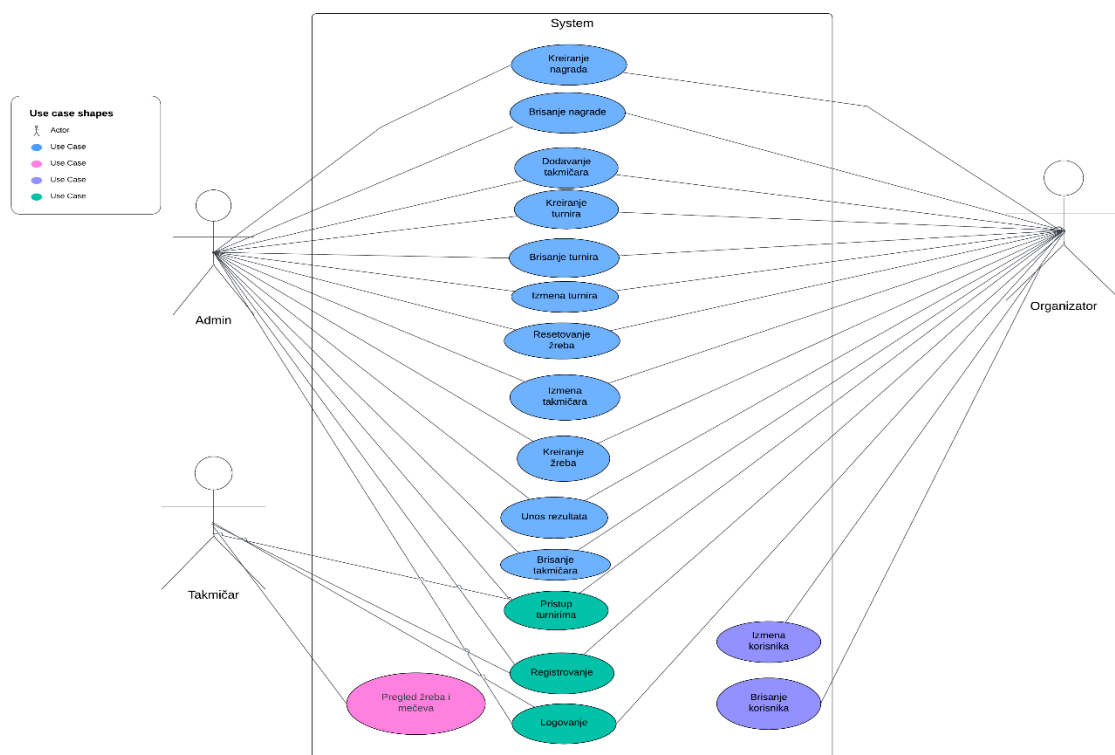 System
Use case shapes
Actor
Use Case
Use Case
Use Case
Use Case
Kreiranje
nagrada
Brisanje nagrade
Dodavanje
takmičara
Kreiranje
turnira
Brisanje turnira
Izmena turnira
Resetovanje
žreba
Izmena
takmičara
Kreiranje
žreba
Unos rezultata
Brisanje
takmičara
Pristup
turnirima
Registrovanje
Logovanje
Pregled žreba i
mečeva
Izmena
korisnika
Brisanje
korisnika
Admin
Takmičar
Organizator